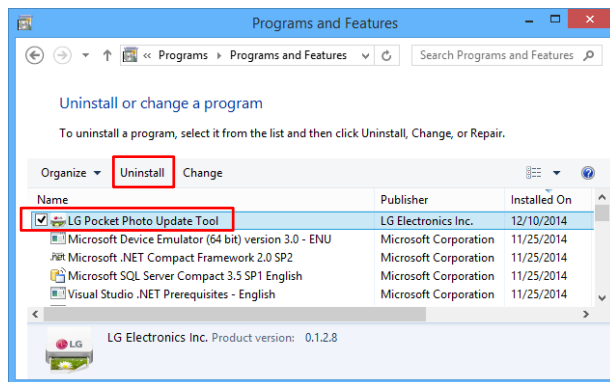 Programs and Features
« Programs Programs and Features Search Programs and Features
Uninstall or change a program
To uninstall a program, select it from the list and then click Uninstall, Change, or Repair.
Organize Uninstall Change
Name Publisher Installed On
LG Pocket Photo Update Tool LG Electronics Inc. 12/10/2014
Microsoft Device Emulator (64 bit) version 3.0 - ENU Microsoft Corporation 11/25/2014
.NET Microsoft .NET Compact Framework 2.0 SP2 Microsoft Corporation 11/25/2014
Microsoft SQL Server Compact 3.5 SP1 English Microsoft Corporation 11/25/2014
Visual Studio .NET Prerequisites - English Microsoft Corporation 11/25/2014
LG LG Electronics Inc. Product version: 0.1.2.8